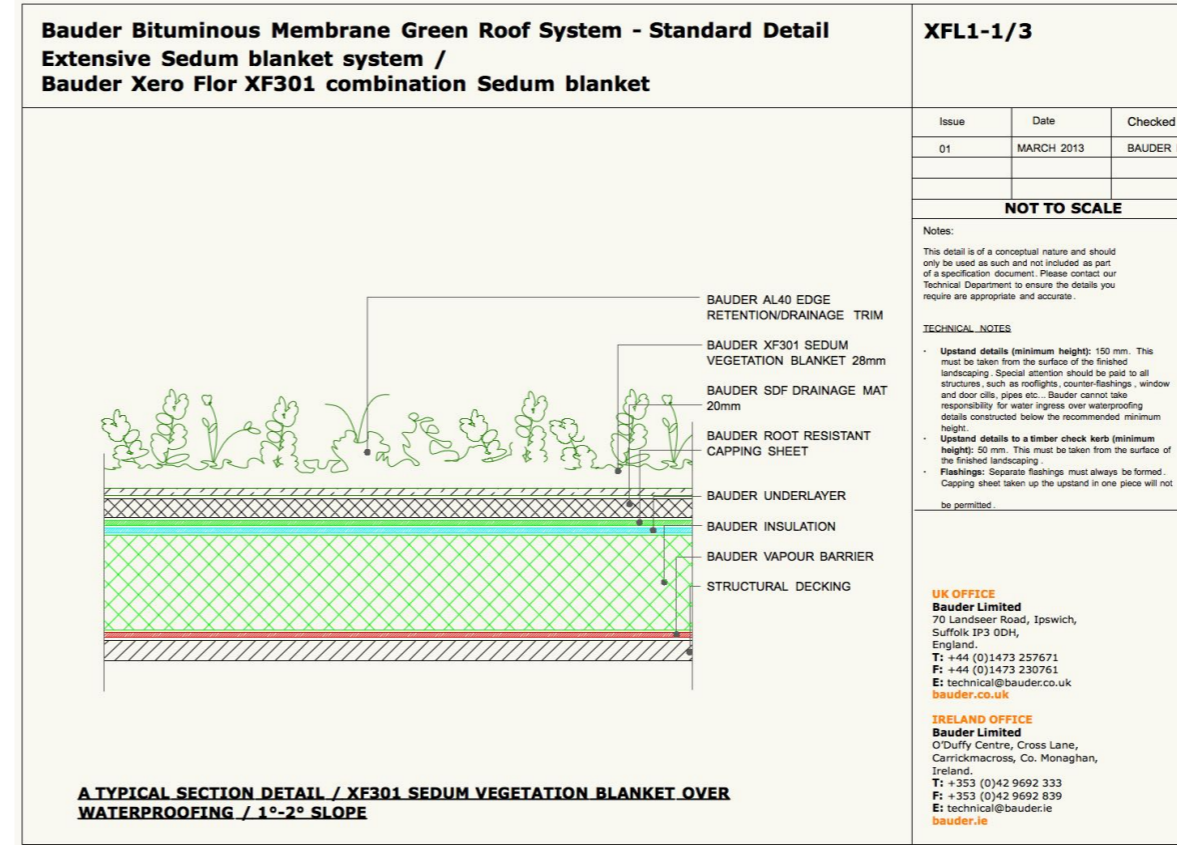 Bauder Bituminous Membrane Green Roof System - Standard Detail
Extensive Sedum blanket system /
Bauder Xero Flor XF301 combination Sedum blanket
XFL1-1/3
Issue Date Checked
01 MARCH 2013 BAUDER
NOT TO SCALE
Notes:
This detail is of a conceptual nature and should
only be used as such and not included as part
of a specification document. Please contact our
Technical Department to ensure the details you
require are appropriate and accurate.
TECHNICAL NOTES
· Upstand details (minimum height): 150 mm. This
must be taken from the surface of the finished
landscaping. Special attention should be paid to all
structures, such as rooflights, counter-flashings, window
and door cills, pipes etc... Bauder cannot take
responsibility for water ingress over waterproofing
details constructed below the recommended minimum
height.
· Upstand details to a timber check kerb (minimum
height): 50 mm. This must be taken from the surface of
the finished landscaping.
· Flashings: Separate flashings must always be formed.
Capping sheet taken up the upstand in one piece will not
be permitted.
BAUDER AL40 EDGE
RETENTION/DRAINAGE TRIM
BAUDER XF301 SEDUM
VEGETATION BLANKET 28mm
BAUDER SDF DRAINAGE MAT
20mm
BAUDER ROOT RESISTANT
CAPPING SHEET
BAUDER UNDERLAYER
BAUDER INSULATION
BAUDER VAPOUR BARRIER
STRUCTURAL DECKING
A TYPICAL SECTION DETAIL / XF301 SEDUM VEGETATION BLANKET OVER
WATERPROOFING / 1°-2° SLOPE
UK OFFICE
Bauder Limited
70 Landseer Road, Ipswich,
Suffolk IP3 0DH,
England.
T: +44 (0)1473 257671
F: +44 (0)1473 230761
E: technical@bauder.co.uk
bauder.co.uk
IRELAND OFFICE
Bauder Limited
O'Duffy Centre, Cross Lane,
Carrickmacross, Co. Monaghan,
Ireland.
T: +353 (0)42 9692 333
F: +353 (0)42 9692 839
E: technical@bauder.ie
bauder.ie